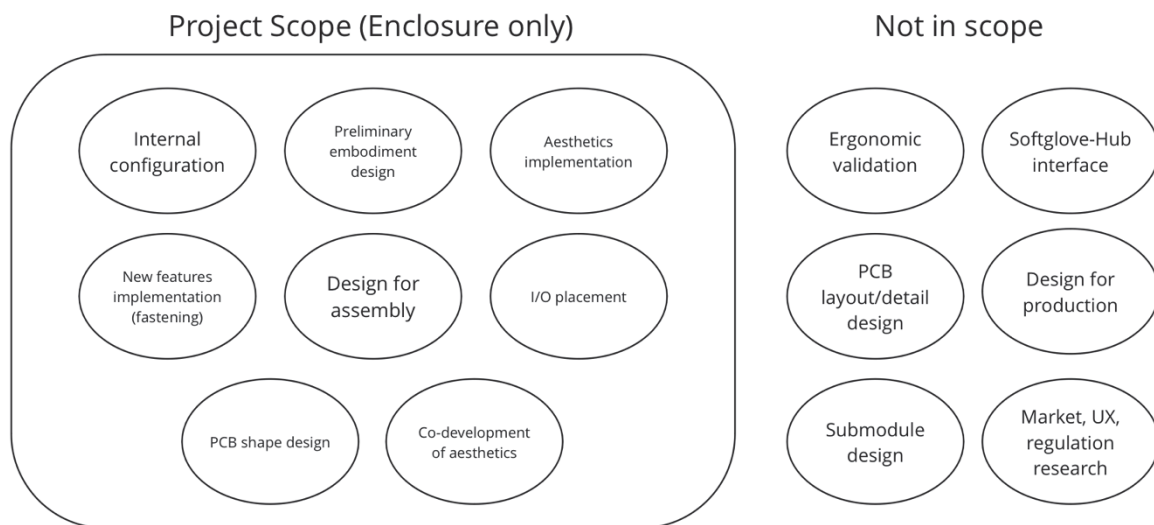 Project Scope (Enclosure only)
Not in scope
Internal
configuration
Preliminary
embodiment
design
Aesthetics
implementation
New features
implementation
(fastening)
Design for
assembly
I/O placement
PCB shape design
Co-development
of aesthetics
Ergonomic
validation
Softglove-Hub
interface
PCB
layout/detail
design
Design for
production
Submodule
design
Market, UX,
regulation
research